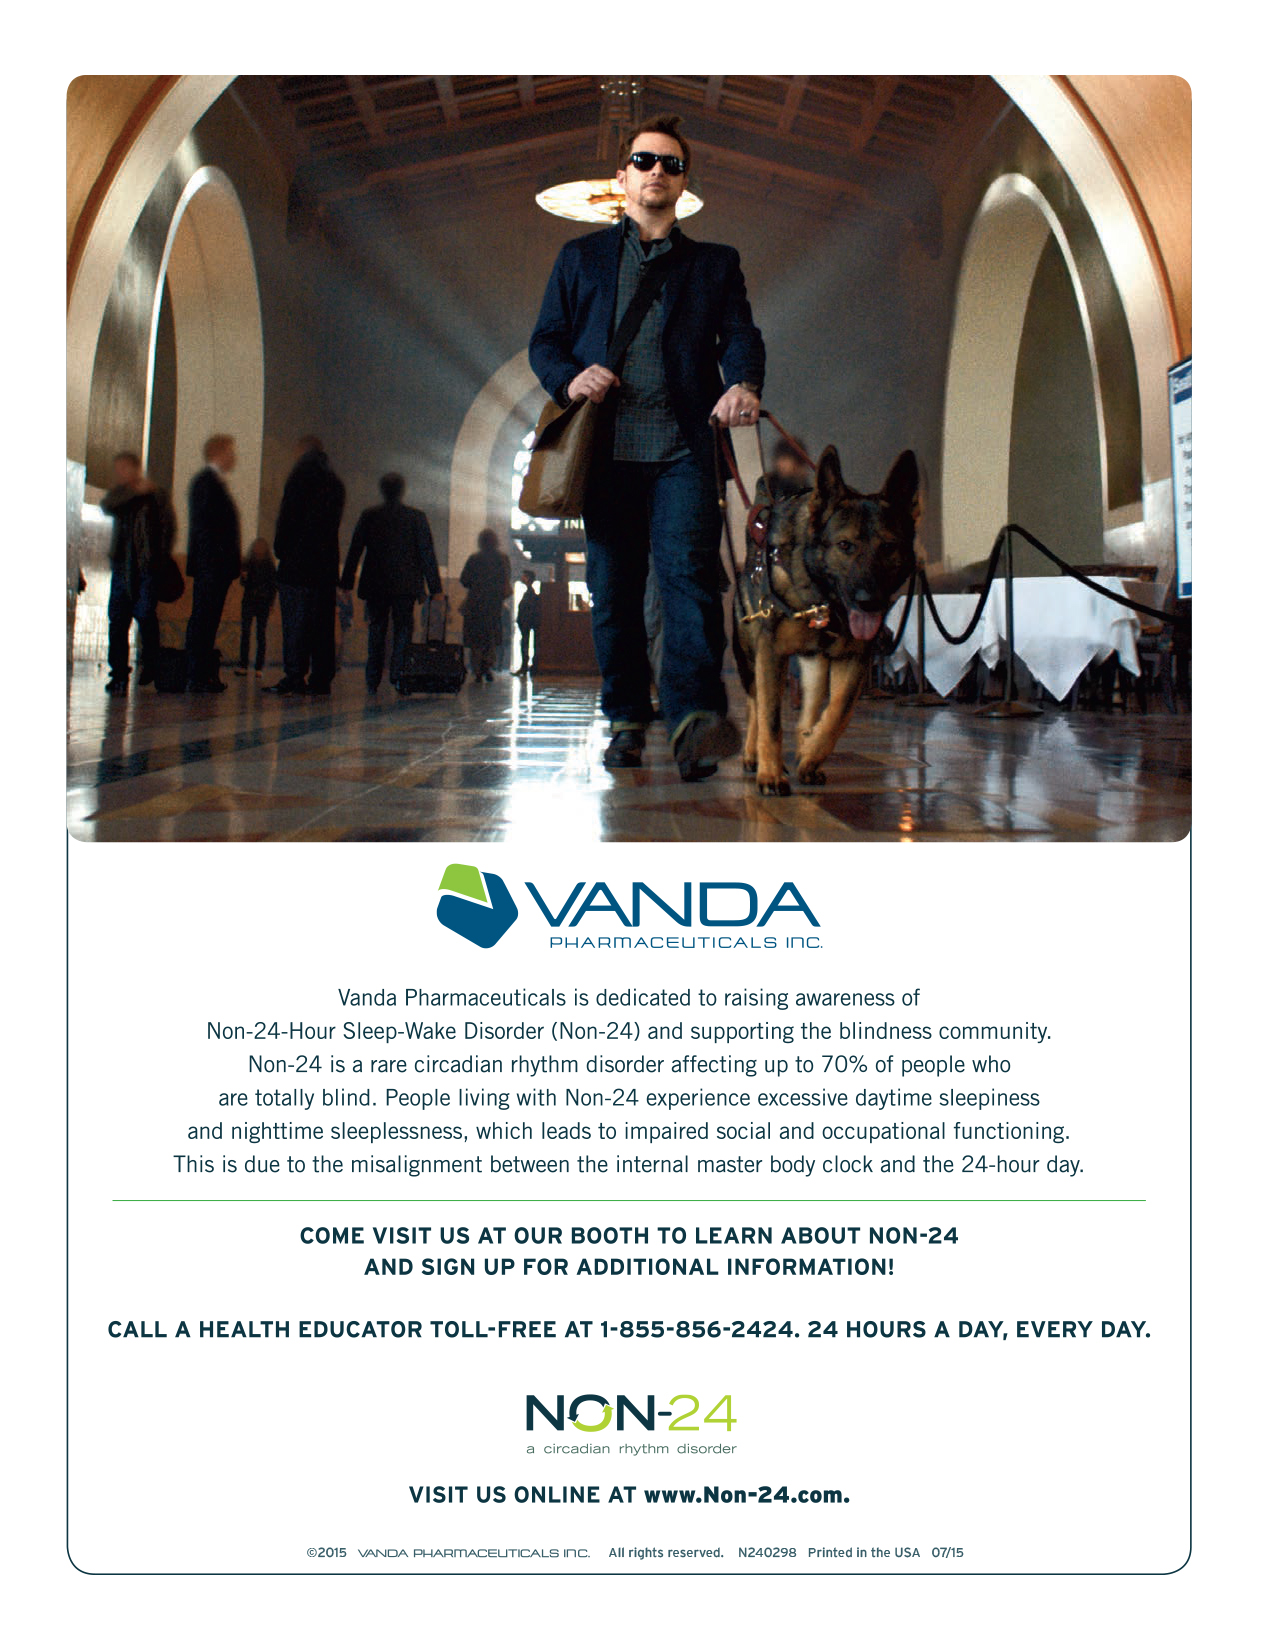 IN
VANDA
PHARMACEUTICALS INC.
Vanda Pharmaceuticals is dedicated to raising awareness of
Non-24-Hour Sleep-Wake Disorder (Non-24) and supporting the blindness community.
Non-24 is a rare circadian rhythm disorder affecting up to 70% of people who
are totally blind. People living with Non-24 experience excessive daytime sleepiness
and nighttime sleeplessness, which leads to impaired social and occupational functioning.
This is due to the misalignment between the internal master body clock and the 24-hour day.
COME VISIT US AT OUR BOOTH TO LEARN ABOUT NON-24
AND SIGN UP FOR ADDITIONAL INFORMATION!
CALL A HEALTH EDUCATOR TOLL-FREE AT 1-855-856-2424. 24 HOURS A DAY, EVERY DAY.
NON-24
a circadian rhythm disorder
VISIT US ONLINE AT www.Non-24.com.
©2015 VANDA PHARMACEUTICALS INC. All rights reserved. N240298 Printed in the USA 07/15